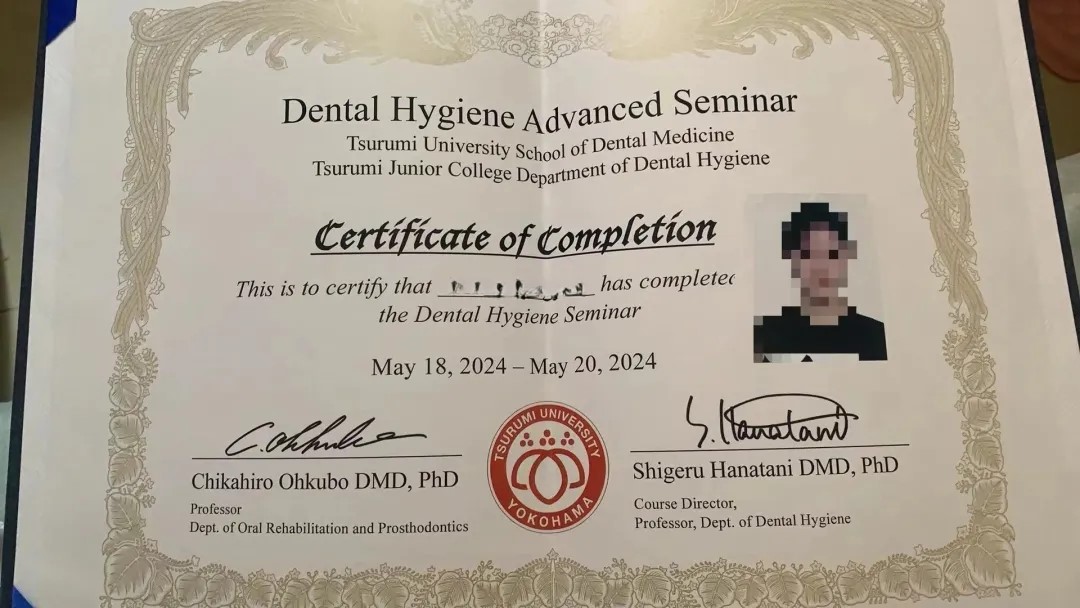 Dental Hygiene Advanced Seminar
Tsurumi University School of Dental Medicine
Tsurumi Junior College Department of Dental Hygiene
Certificate of Completion
This is to certify that has completed
the Dental Hygiene Seminar
May 18, 2024 – May 20, 2024
C. Ohkubo
S. Hanatani
Chikahiro Ohkubo DMD, PhD
Professor
Dept. of Oral Rehabilitation and Prosthodontics
TSURUMI UNIVERSITY
YOKOHAMA
Shigeru Hanatani DMD, PhD
Course Director,
Professor, Dept. of Dental Hygiene